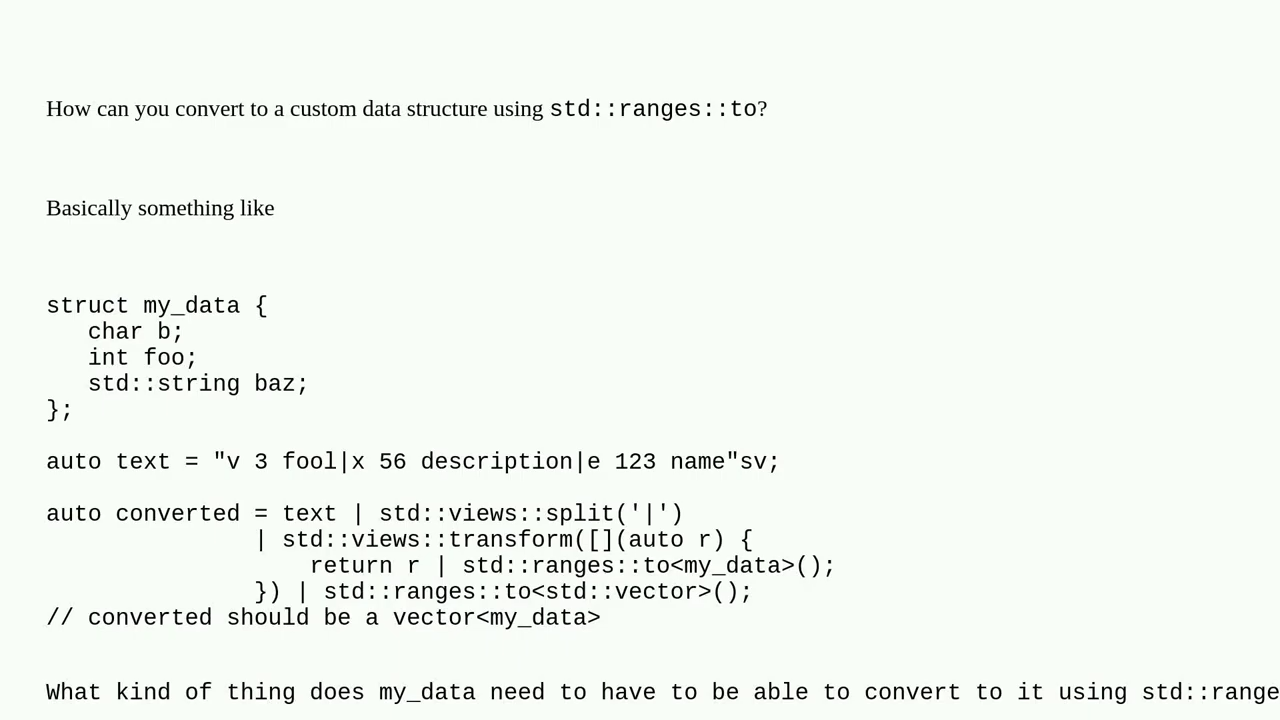 How can you convert to a custom data structure using std::ranges::to?
Basically something like
struct my_data {
   char b;
   int foo;
   std::string baz;
};
auto text = "v 3 fool|x 56 description|e 123 name"sv;
auto converted = text | std::views::split('|')
               | std::views::transform([](auto r) {
                   return r | std::ranges::to<my_data>();
               }) | std::ranges::to<std::vector>();
// converted should be a vector<my_data>
What kind of thing does my_data need to have to be able to convert to it using std::range